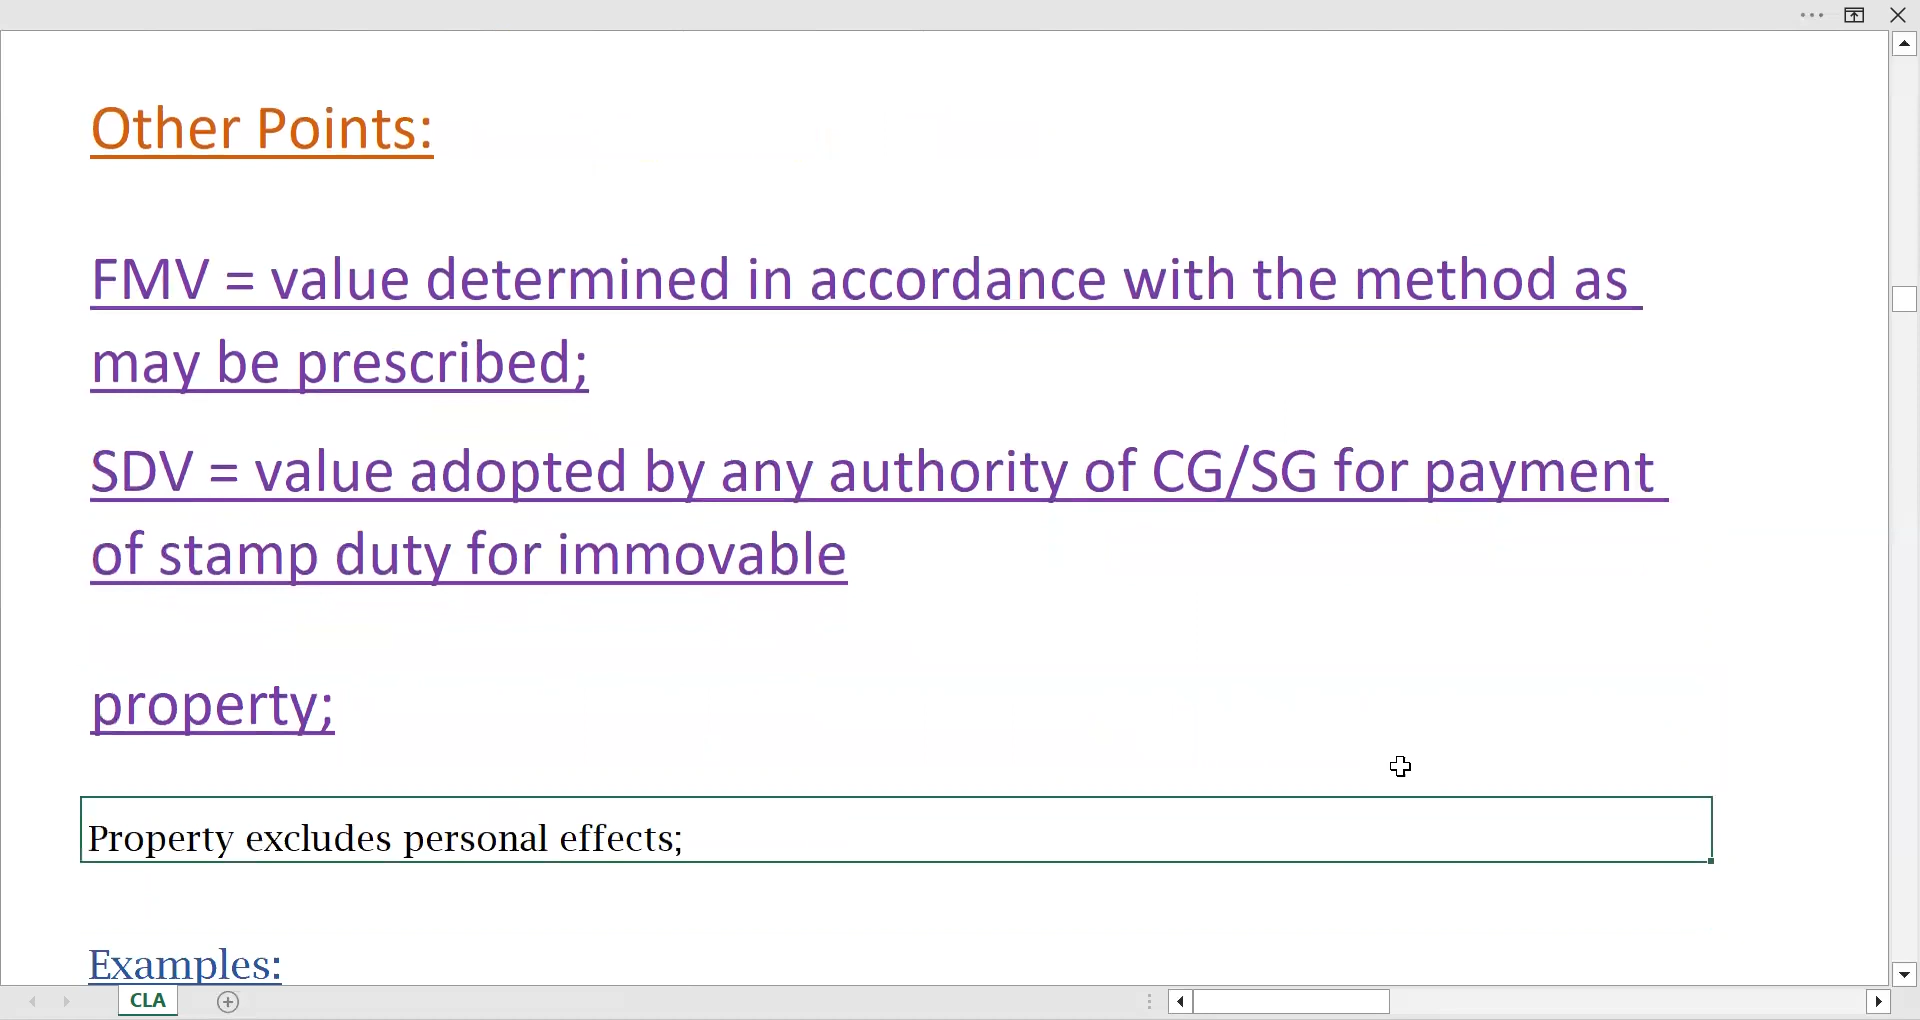 Other Points:
FMV = value determined in accordance with the method as
may be prescribed;
SDV = value adopted by any authority of CG/SG for payment
of stamp duty for immovable
property;
Property excludes personal effects;
Examples:
CLA